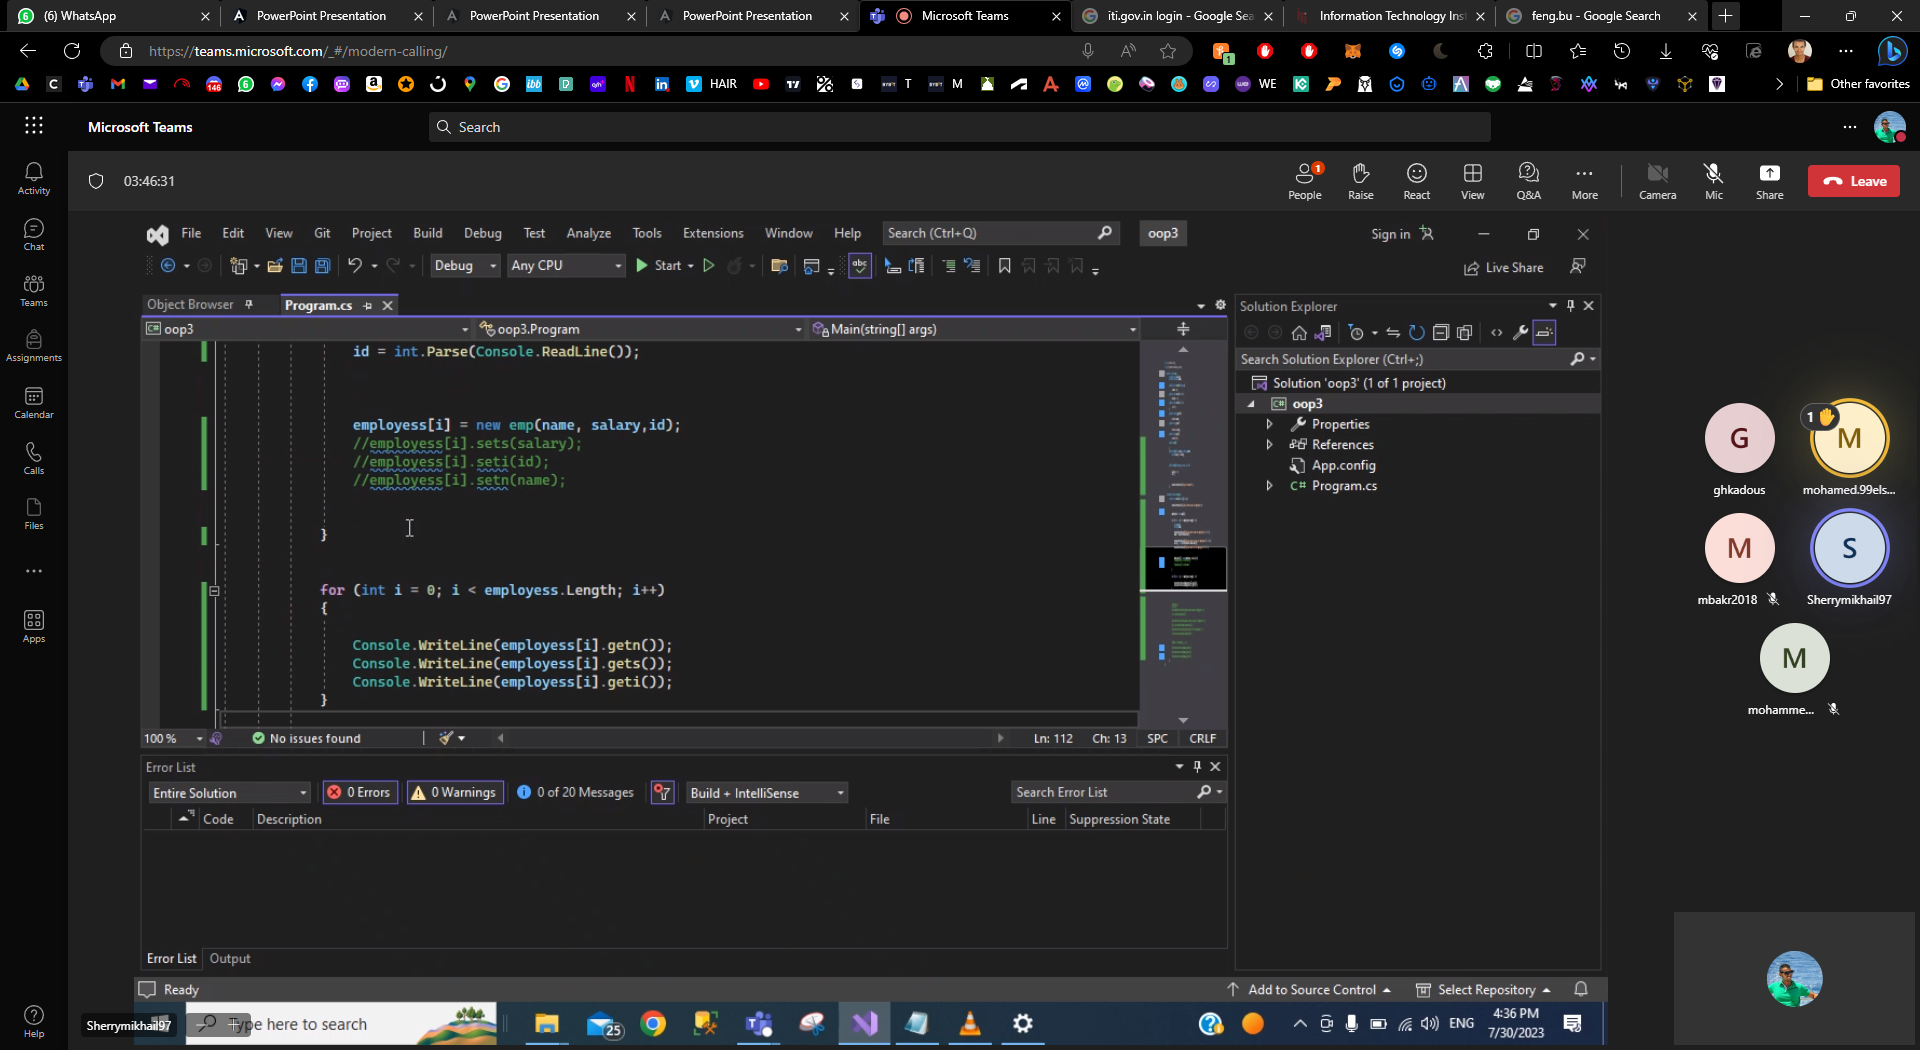 (6) WhatsApp
PowerPoint Presentation
PowerPoint Presentation
PowerPoint Presentation
Microsoft Teams
iti.gov.in login - Google Sea
Information Technology Ins
feng.bu - Google Search
https://teams.microsoft.com/_#/modern-calling/
1
146
HAIR
T
M
WE
Other favorites
Microsoft Teams
Search
Activity
Chat
Teams
Assignments
Calendar
Calls
Files
Apps
Help
03:46:31
1
People
Raise
React
View
Q&A
More
Camera
Mic
Share
Leave
File Edit View Git Project Build Debug Test Analyze Tools Extensions Window Help
Search (Ctrl+Q)
oop3
Sign in
Debug
Any CPU
Start
Live Share
Object Browser
Program.cs
oop3
oop3.Program
Main(string[] args)
id = int.Parse(Console.ReadLine());
employess[i] = new emp(name, salary,id);
//employess[i].sets(salary);
//employess[i].seti(id);
//employess[i].setn(name);
}
for (int i = 0; i < employess.Length; i++)
{
Console.WriteLine(employess[i].getn());
Console.WriteLine(employess[i].gets());
Console.WriteLine(employess[i].geti());
}
100 %
No issues found
Ln: 112
Ch: 13
SPC
CRLF
Solution Explorer
Search Solution Explorer (Ctrl+;)
Solution 'oop3' (1 of 1 project)
oop3
Properties
References
App.config
Program.cs
Error List
Entire Solution
0 Errors
0 Warnings
0 of 20 Messages
Build + IntelliSense
Search Error List
Code
Description
Project
File
Line
Suppression State
Error List
Output
Ready
Add to Source Control
Select Repository
Sherrymikhail97
Type here to search
25
ENG
4:36 PM
7/30/2023
G
ghkadous
1
M
mohamed.99els...
M
mbakr2018
S
Sherrymikhail97
M
mohamme...